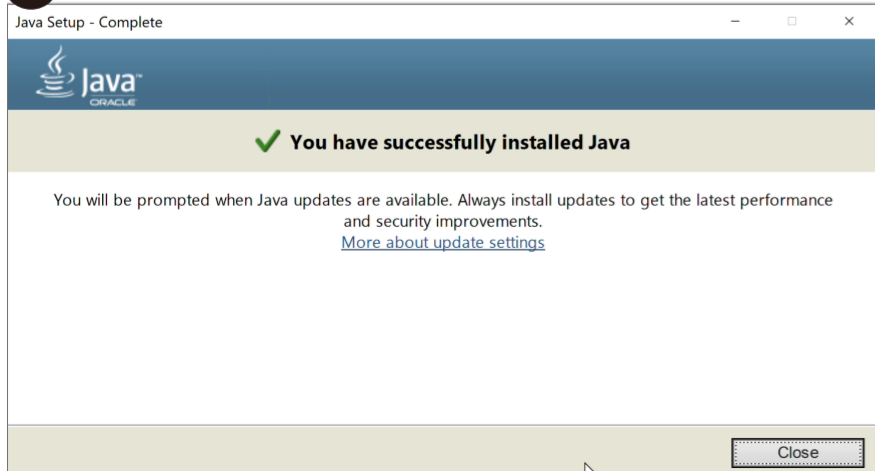 Java Setup - Complete
Java
ORACLE
You have successfully installed Java
You will be prompted when Java updates are available. Always install updates to get the latest performance
and security improvements.
More about update settings
Close